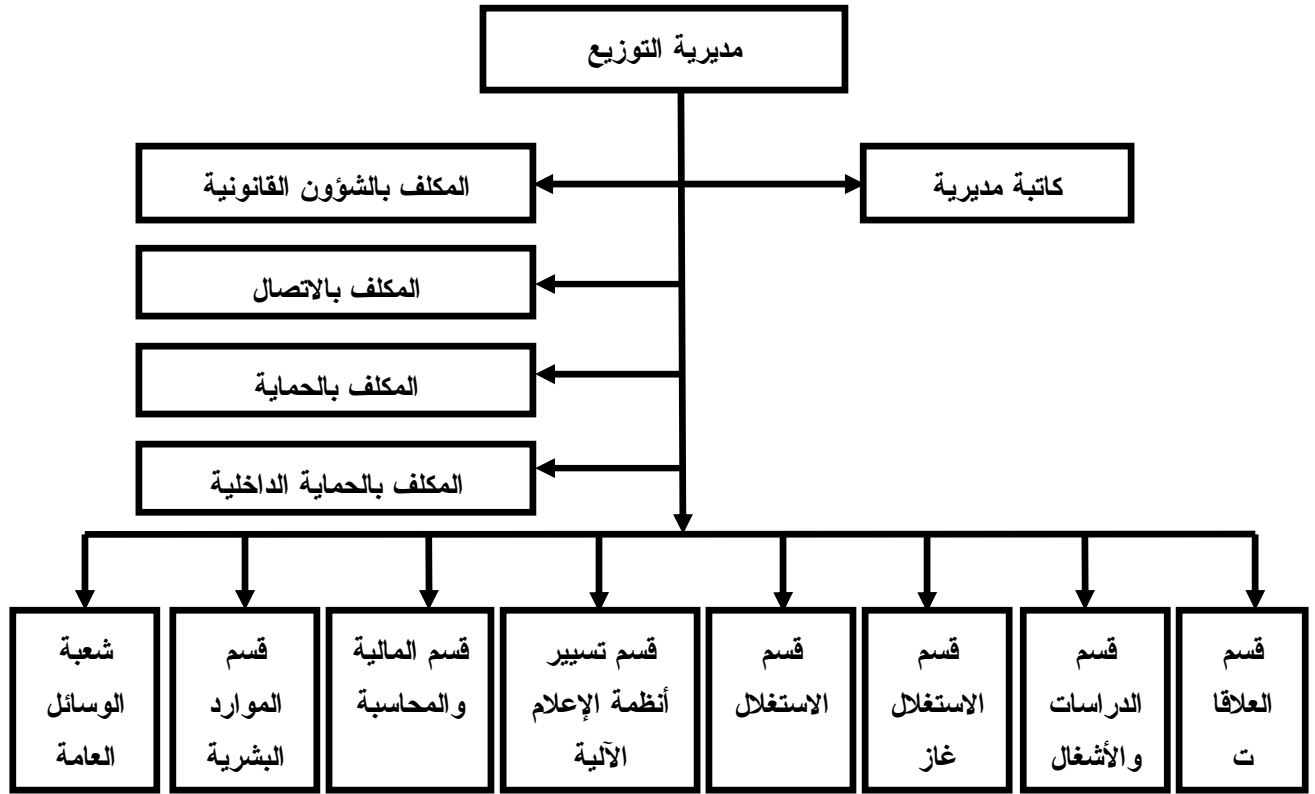 مديرية التوزيع
كاتبة مديرية
المكلف بالشؤون القانونية
المكلف بالاتصال
المكلف بالحماية
المكلف بالحماية الداخلية
قسم
العلاقا
ت
قسم
الدراسات
والأشغال
قسم
الاستغلال
غاز
قسم
الاستغلال
قسم تسيير
أنظمة الإعلام
الآلية
قسم المالية
والمحاسبة
قسم
الموارد
البشرية
شعبة
الوسائل
العامة